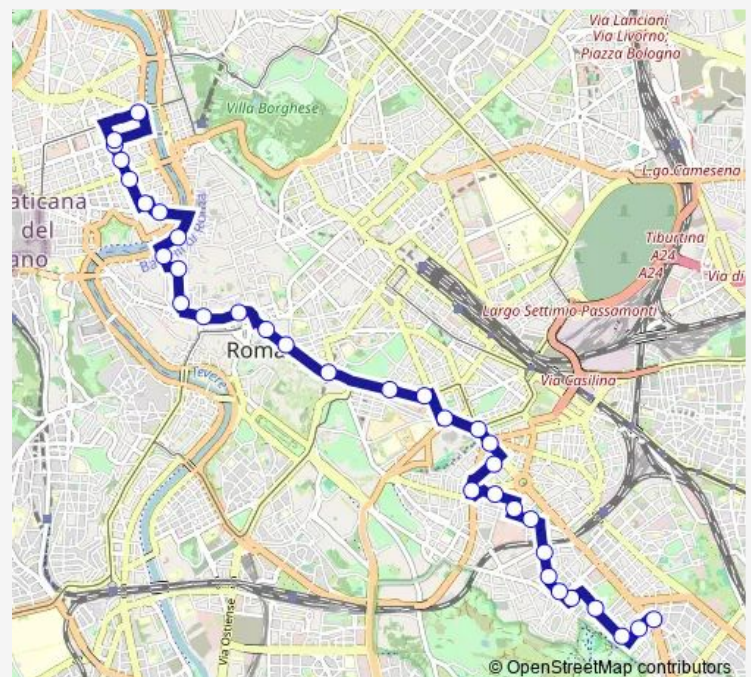 Via Lanciani
Via Livorno;
Piazza Bologna
Villa Borghese
L.go Camesena
aticana
del
ano
Tiburtina
A24
A24
Via di
Largo Settimio Passamonti
Roma
Via Casilina
Tevere
Via Ostiense
© OpenStreetMap contributors